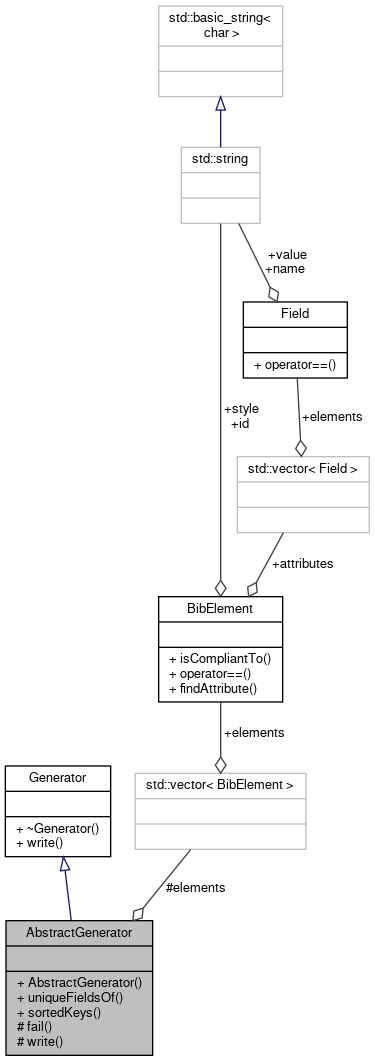 std::basic_string<
char >
std::string
+value
+name
Field
+ operator==()
+style
+id
+elements
std::vector< Field >
+attributes
BibElement
+ isCompliantTo()
+ operator==()
+ findAttribute()
+elements
Generator
+ ~Generator()
+ write()
std::vector< BibElement >
#elements
AbstractGenerator
+ AbstractGenerator()
+ uniqueFieldsOf()
+ sortedKeys()
# fail()
# write()